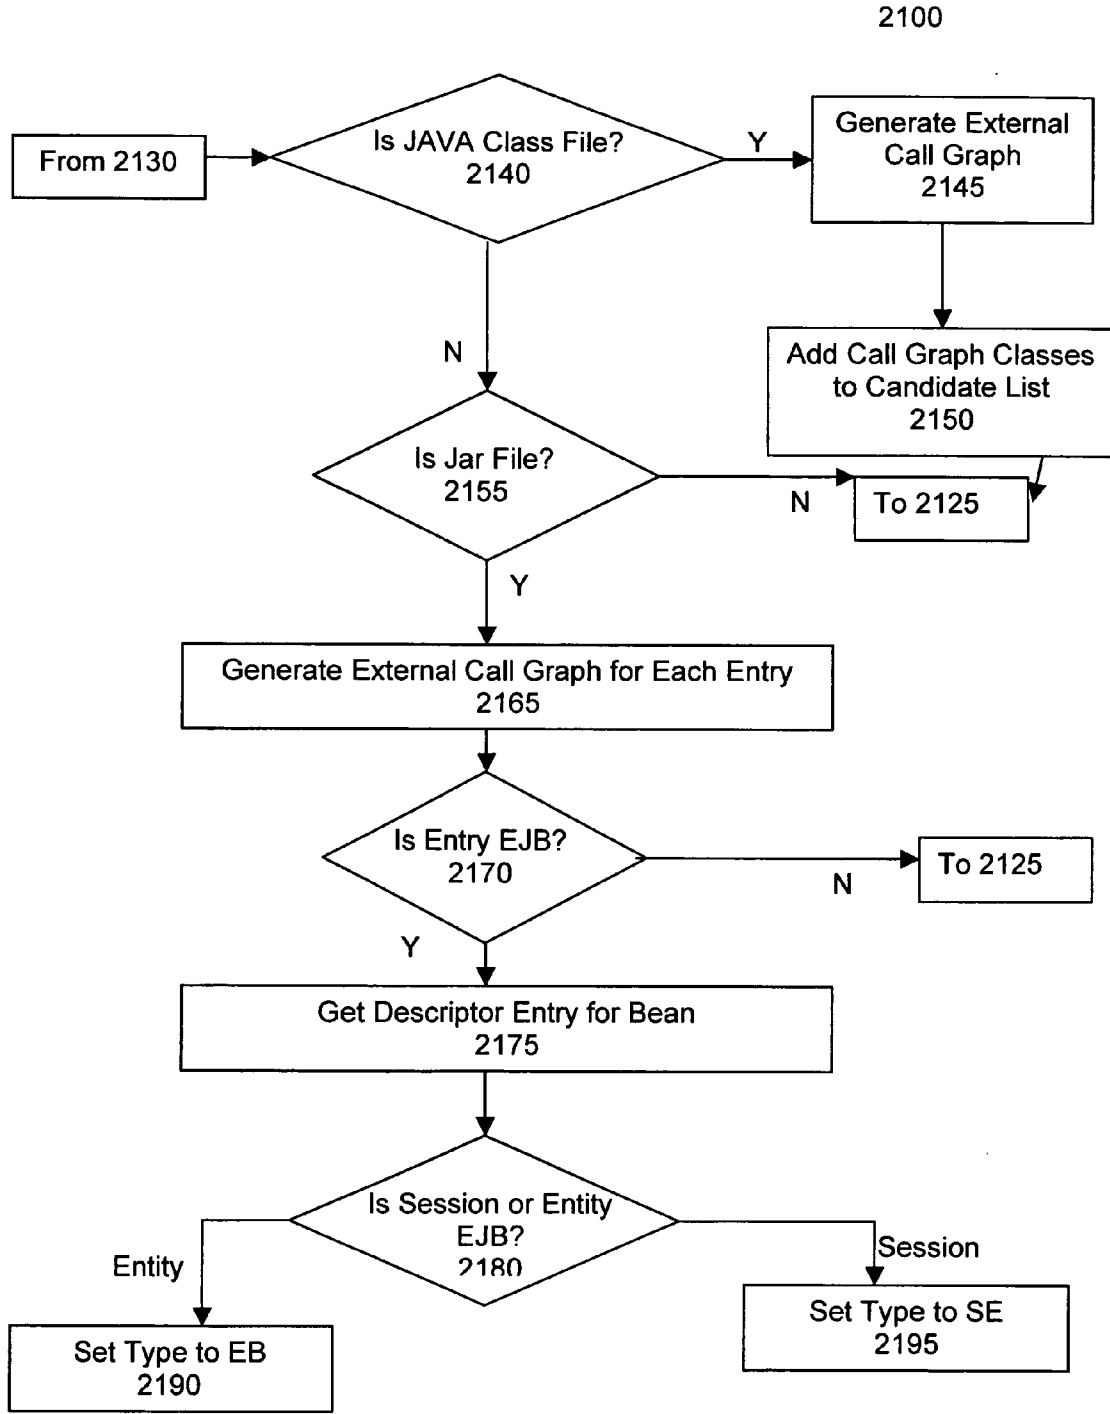 2100
From 2130
Is JAVA Class File?
2140
Y
Generate External
Call Graph
2145
N
Add Call Graph Classes
to Candidate List
2150
Is Jar File?
2155
N
To 2125
Y
Generate External Call Graph for Each Entry
2165
Is Entry EJB?
2170
N
To 2125
Y
Get Descriptor Entry for Bean
2175
Is Session or Entity
EJB?
2180
Entity
Session
Set Type to EB
2190
Set Type to SE
2195